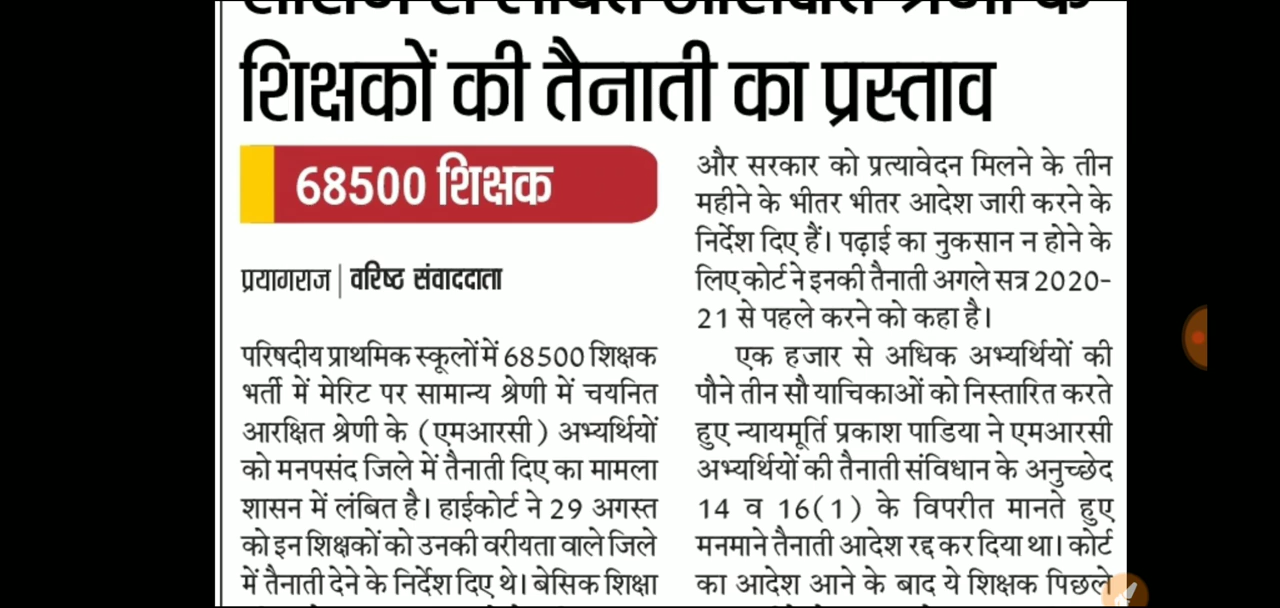 शिक्षकों की तैनाती का प्रस्ताव
68500 शिक्षक
प्रयागराज | वरिष्ठ संवाददाता
परिषदीय प्राथमिक स्कूलों में 68500 शिक्षक
भर्ती में मेरिट पर सामान्य श्रेणी में चयनित
आरक्षित श्रेणी के (एमआरसी) अभ्यर्थियों
को मनपसंद जिले में तैनाती दिए का मामला
शासन में लंबित है। हाईकोर्ट ने 29 अगस्त
को इन शिक्षकों को उनकी वरीयता वाले जिले
में तैनाती देने के निर्देश दिए थे। बेसिक शिक्षा
और सरकार को प्रत्यावेदन मिलने के तीन
महीने के भीतर भीतर आदेश जारी करने के
निर्देश दिए हैं। पढ़ाई का नुकसान न होने के
लिए कोर्ट ने इनकी तैनाती अगले सत्र 2020-
21 से पहले करने को कहा है।
एक हजार से अधिक अभ्यर्थियों की
पौने तीन सौ याचिकाओं को निस्तारित करते
हुए न्यायमूर्ति प्रकाश पाडिया ने एमआरसी
अभ्यर्थियों की तैनाती संविधान के अनुच्छेद
14 व 16(1) के विपरीत मानते हुए
मनमाने तैनाती आदेश रद्द कर दिया था। कोर्ट
का आदेश आने के बाद ये शिक्षक पिछले